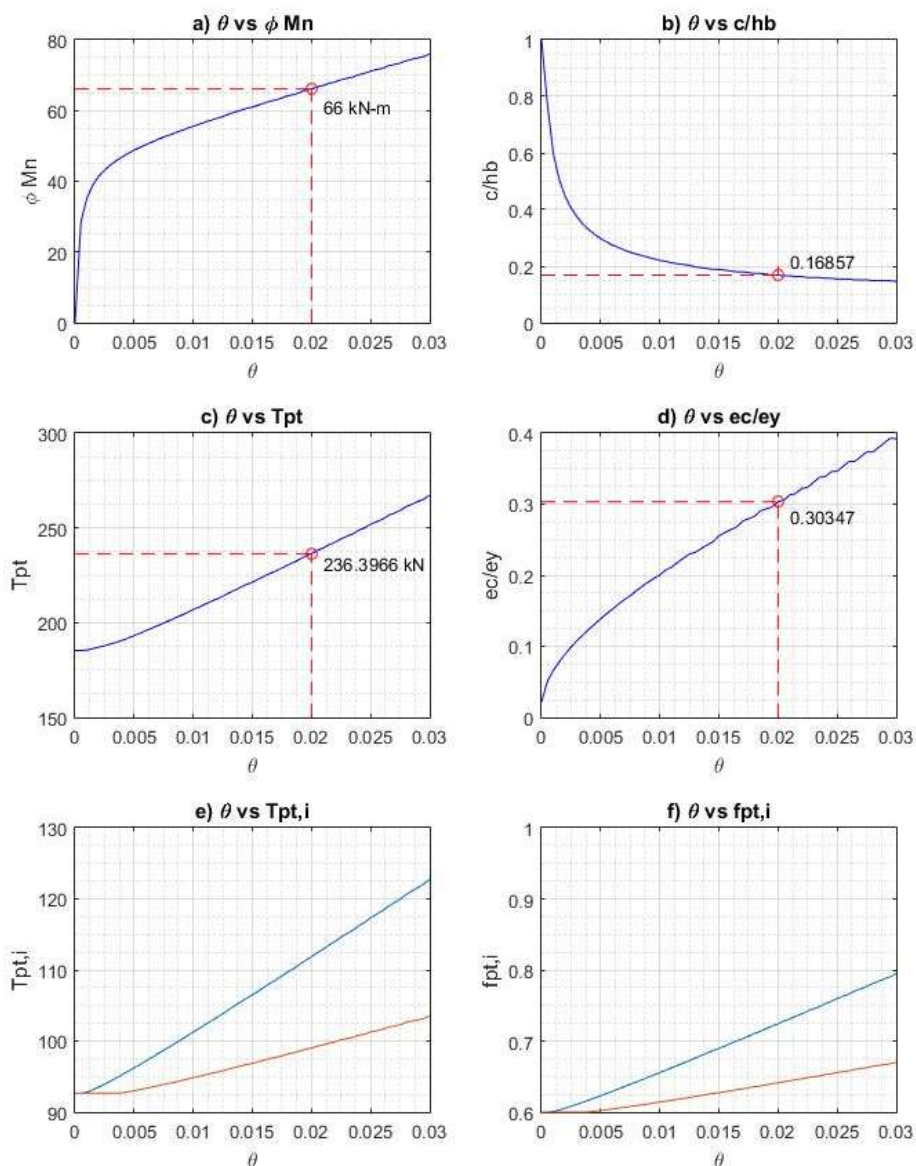 a) θ vs ϕ Mn
80
60
40
20
0
ϕ Mn
66 kN-m
0 0.005 0.01 0.015 0.02 0.025 0.03
θ
b) θ vs c/hb
1
0.8
0.6
0.4
0.2
0
c/hb
0.16857
0 0.005 0.01 0.015 0.02 0.025 0.03
θ
c) θ vs Tpt
300
250
200
150
Tpt
236.3966 kN
0 0.005 0.01 0.015 0.02 0.025 0.03
θ
d) θ vs ec/ey
0.4
0.3
0.2
0.1
0
ec/ey
0.30347
0 0.005 0.01 0.015 0.02 0.025 0.03
θ
e) θ vs Tpt,i
130
120
110
100
90
Tpt,i
0 0.005 0.01 0.015 0.02 0.025 0.03
θ
f) θ vs fpt,i
1
0.9
0.8
0.7
0.6
fpt,i
0 0.005 0.01 0.015 0.02 0.025 0.03
θ